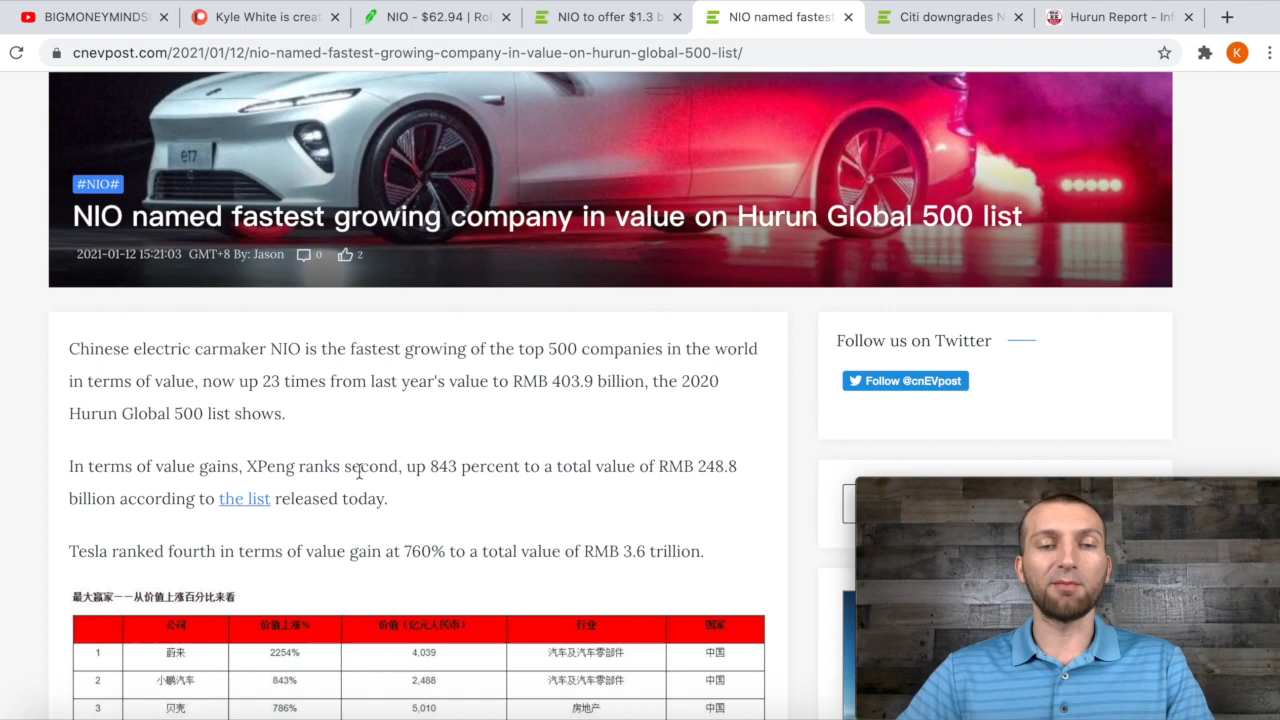 BIGMONEYMINDS
Kyle White is creat
NIO - $62.94 | Rob
NIO to offer $1.3 b
NIO named fastest
Citi downgrades N
Hurun Report - Inf
cnevpost.com/2021/01/12/nio-named-fastest-growing-company-in-value-on-hurun-global-500-list/
K
et7
#NIO#
NIO named fastest growing company in value on Hurun Global 500 list
2021-01-12 15:21:03 GMT+8 By: Jason 0 2
Chinese electric carmaker NIO is the fastest growing of the top 500 companies in the world
in terms of value, now up 23 times from last year's value to RMB 403.9 billion, the 2020
Hurun Global 500 list shows.
In terms of value gains, XPeng ranks second, up 843 percent to a total value of RMB 248.8
billion according to the list released today.
Tesla ranked fourth in terms of value gain at 760% to a total value of RMB 3.6 trillion.
最大赢家——从价值上涨百分比来看
公司 价值上涨% 价值（亿元人民币） 行业 国家
1 蔚来 2254% 4,039 汽车及汽车零部件 中国
2 小鹏汽车 843% 2,488 汽车及汽车零部件 中国
3 贝壳 786% 5,010 房地产 中国
Follow us on Twitter
Follow @cnEVpost